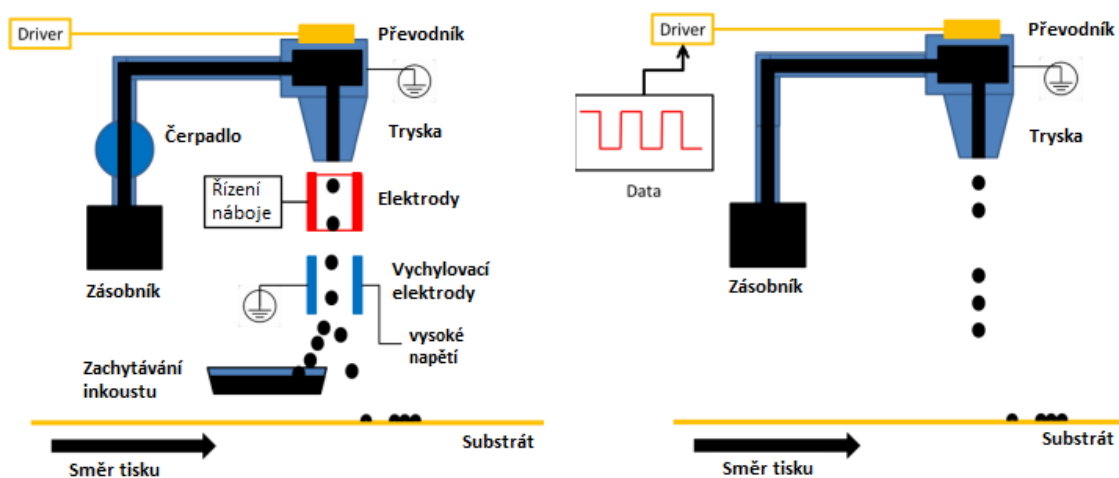 Driver
Převodník
Čerpadlo
Tryska
Řízení
náboje
Elektrody
Zásobník
Vychylovací
elektrody
vysoké
napětí
Zachytávání
inkoustu
Substrát
Směr tisku
Driver
Převodník
Tryska
Data
Zásobník
Substrát
Směr tisku